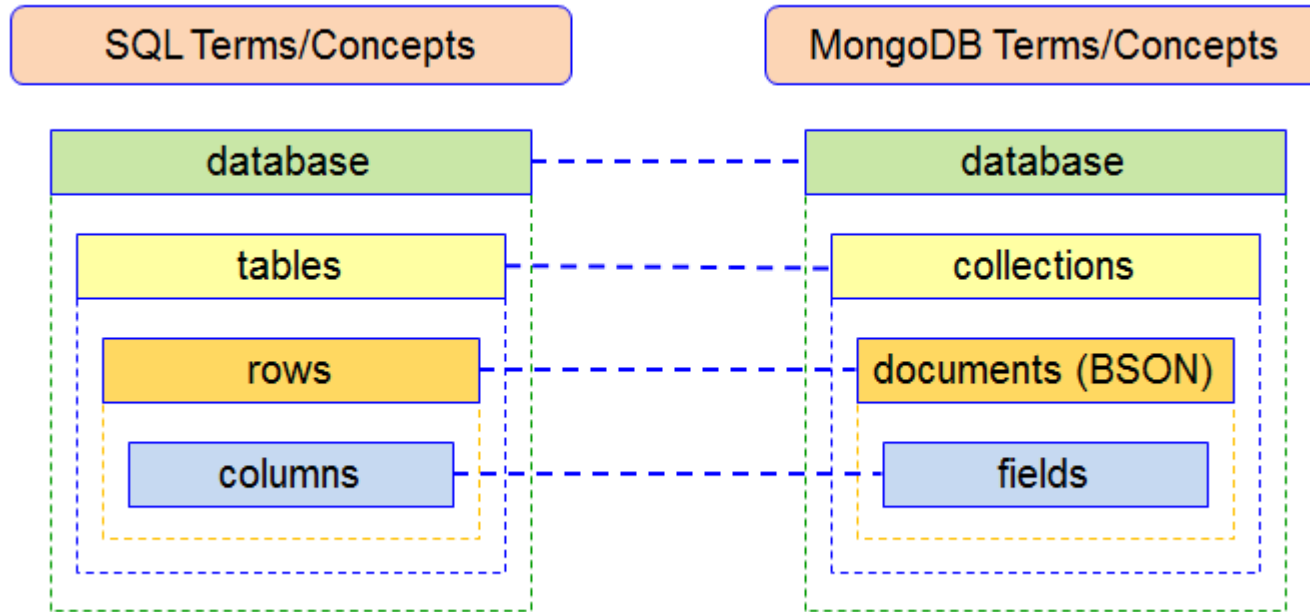 SQL Terms/Concepts
MongoDB Terms/Concepts
database
database
tables
collections
rows
documents (BSON)
columns
fields